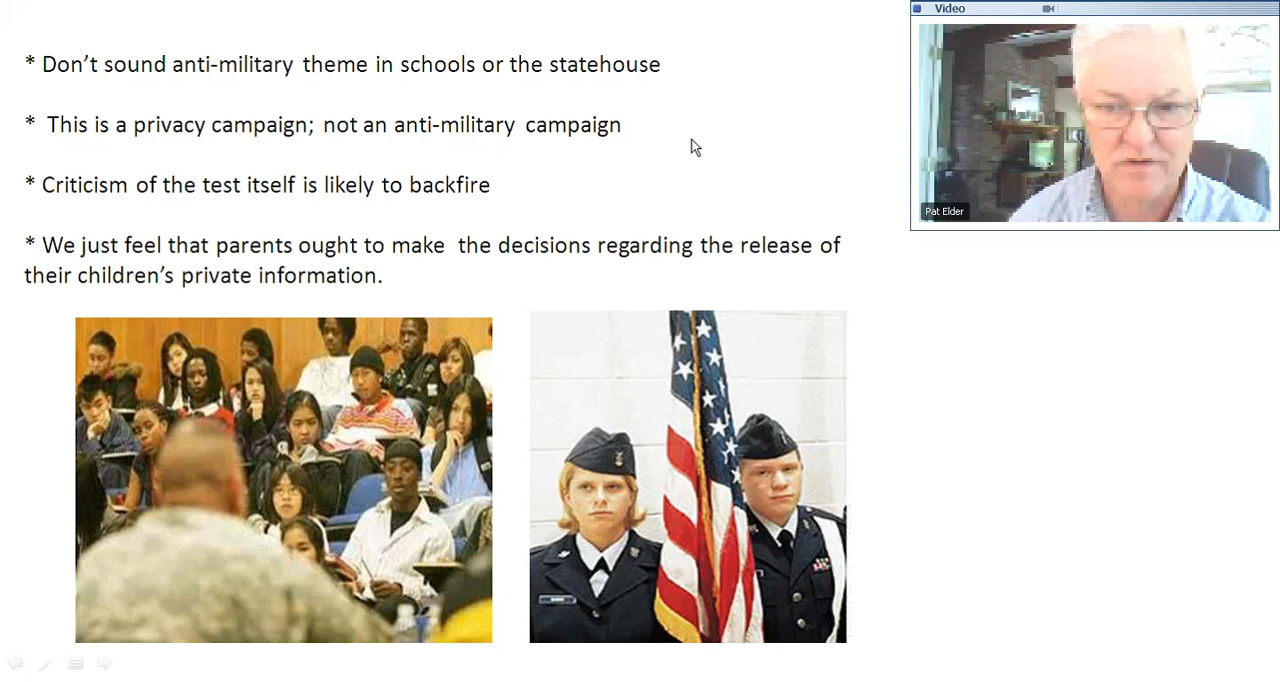 Video
* Don't sound anti-military theme in schools or the statehouse
* This is a privacy campaign; not an anti-military campaign
* Criticism of the test itself is likely to backfire
Pat Elder
* We just feel that parents ought to make the decisions regarding the release of
their children's private information.